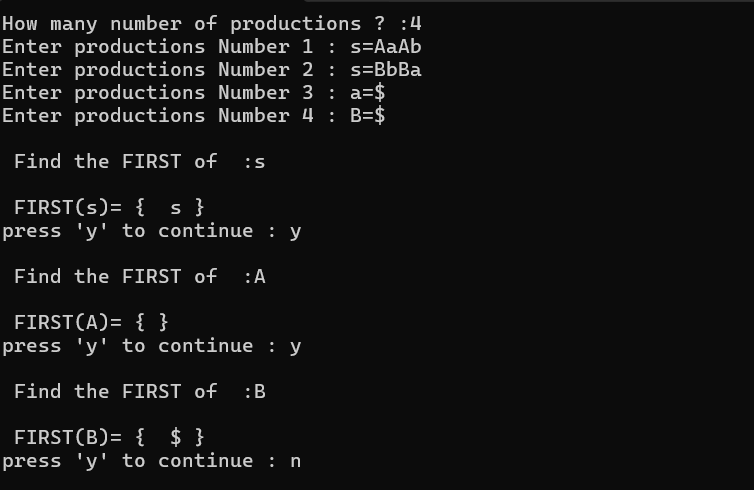 How many number of productions ? :4
Enter productions Number 1 : s=AaAb
Enter productions Number 2 : s=BbBa
Enter productions Number 3 : a=$
Enter productions Number 4 : B=$
Find the FIRST of  :s
FIRST(s)= {  s }
press 'y' to continue : y
Find the FIRST of  :A
FIRST(A)= { }
press 'y' to continue : y
Find the FIRST of  :B
FIRST(B)= {  $ }
press 'y' to continue : n